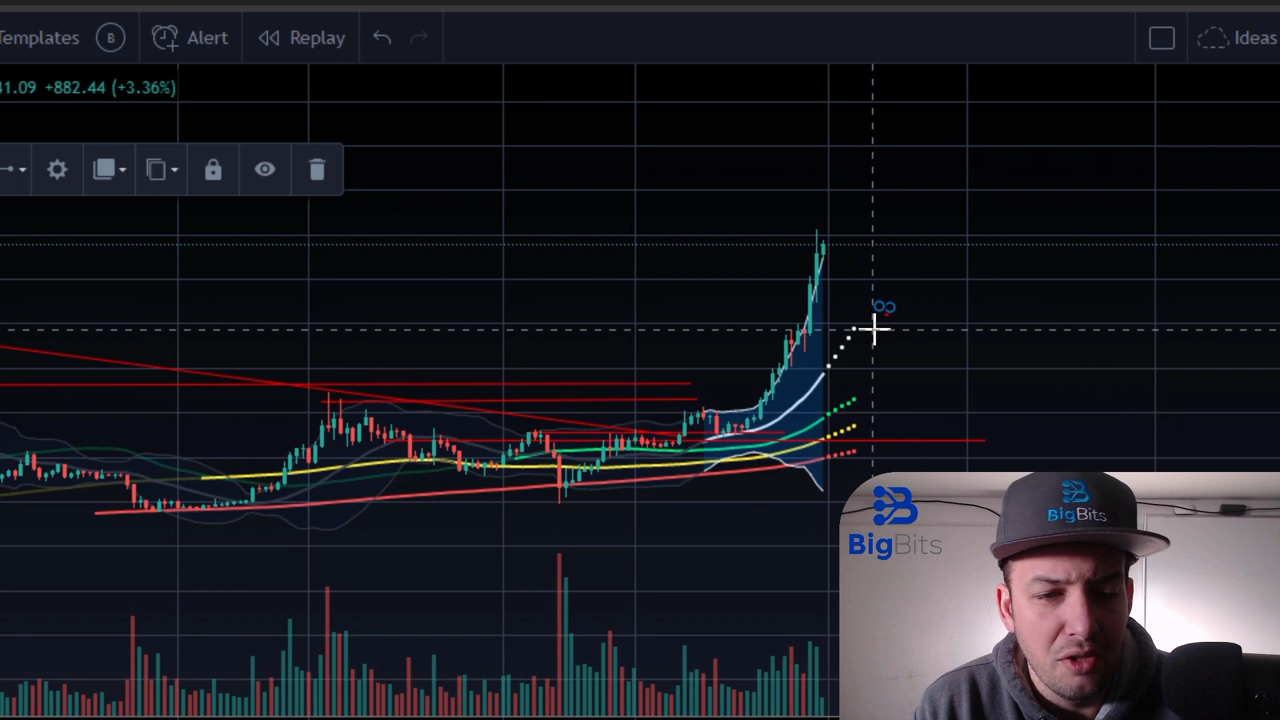 Templates B Alert Replay Ideas
41.09 +882.44 (+3.36%)
BigBits
BigBits